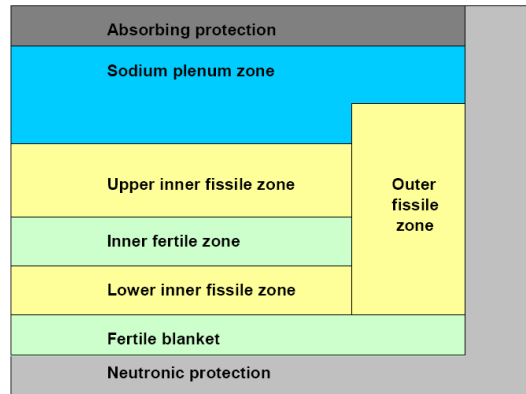 Absorbing protection
Sodium plenum zone
Upper inner fissile zone
Outer
fissile
zone
Inner fertile zone
Lower inner fissile zone
Fertile blanket
Neutronic protection